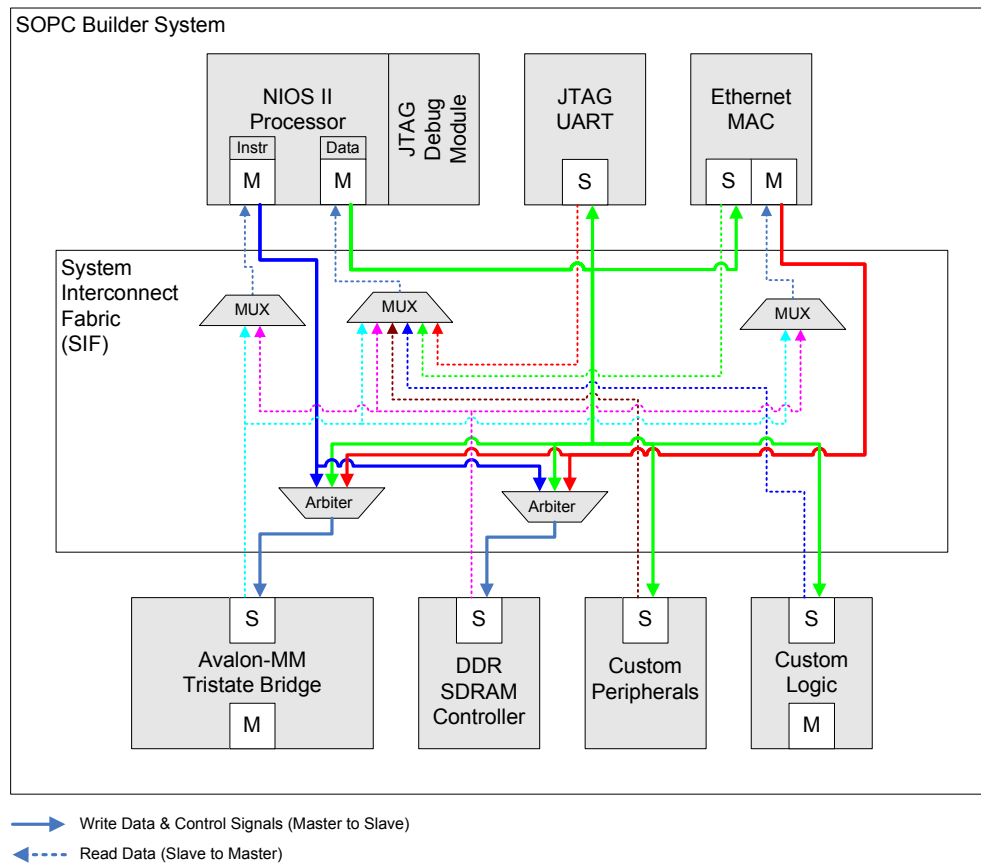 SOPC Builder System
NIOS II
Processor
Instr
Data
M
M
JTAG
Debug
Module
JTAG
UART
S
Ethernet
MAC
S
M
System
Interconnect
Fabric
(SIF)
MUX
MUX
MUX
Arbiter
Arbiter
S
Avalon-MM
Tristate Bridge
M
S
DDR
SDRAM
Controller
S
Custom
Peripherals
S
Custom
Logic
M
Write Data & Control Signals (Master to Slave)
Read Data (Slave to Master)